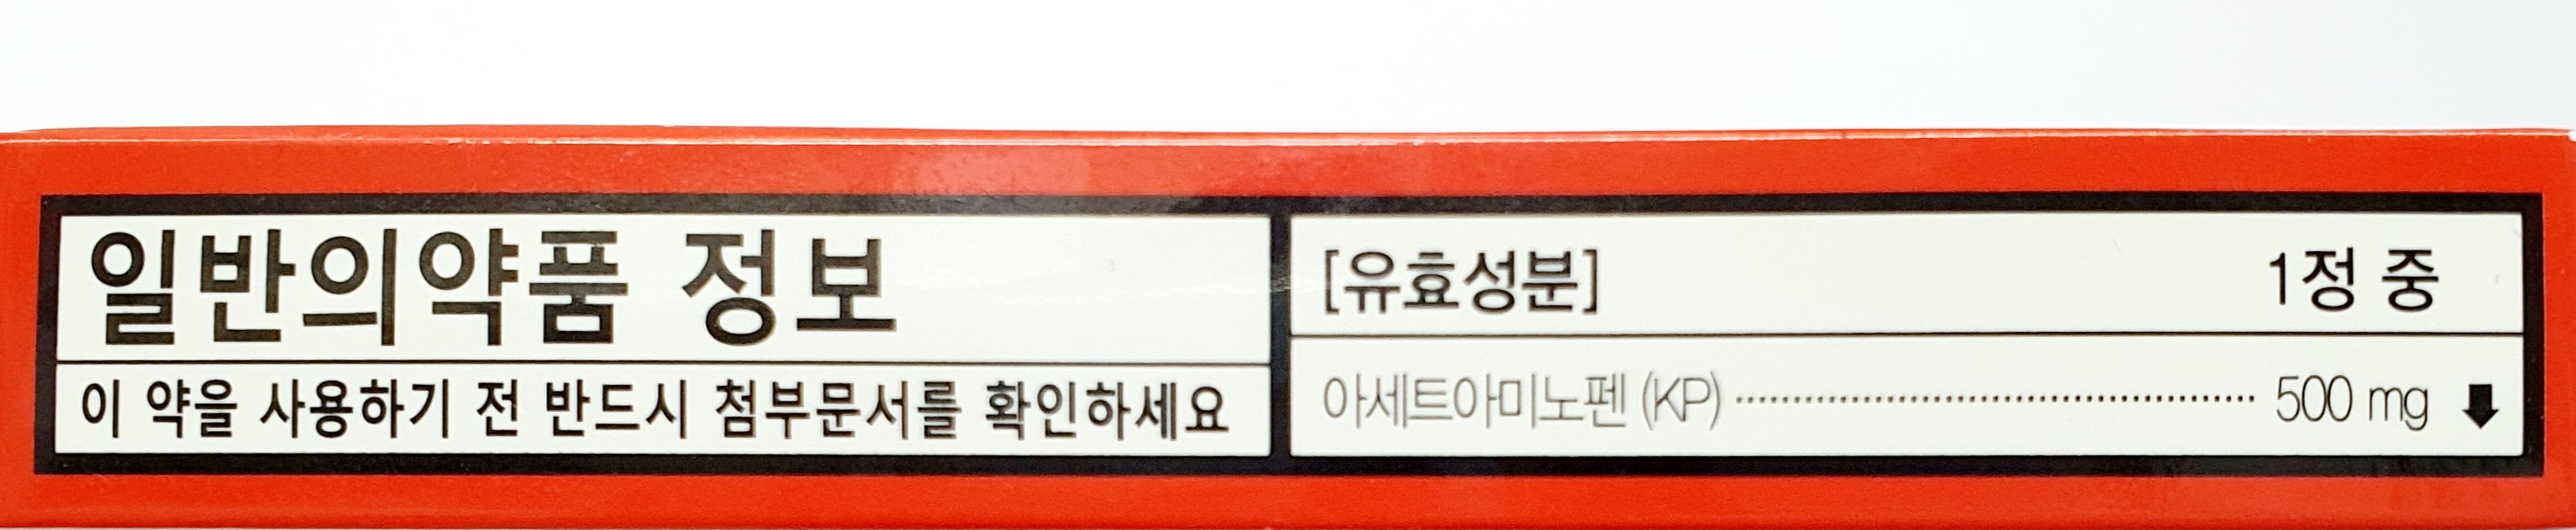 일반의약품 정보
이 약을 사용하기 전 반드시 첨부문서를 확인하세요
[유효성분] 1정 중
아세트아미노펜 (KP) ........................................ 500 mg ⬇